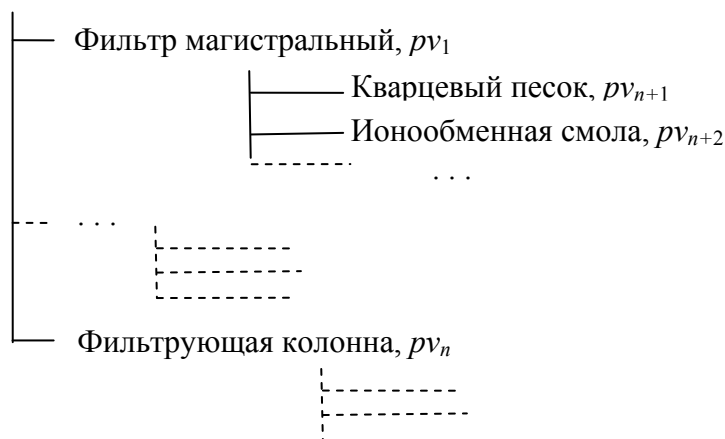 Фильтр магистральный, pv₁
Кварцевый песок, pvₙ₊₁
Ионообменная смола, pvₙ₊₂
. . .
. . .
Фильтрующая колонна, pvₙ